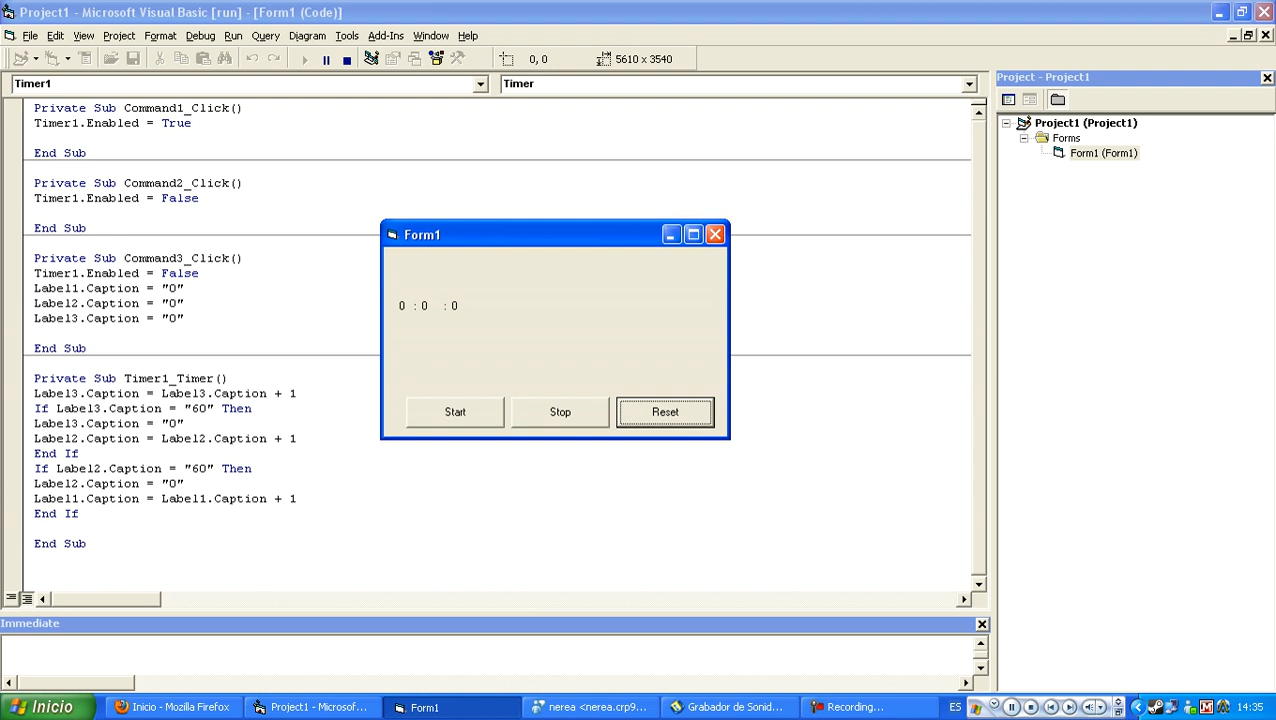 Project1 - Microsoft Visual Basic [run] - [Form1 (Code)]
File Edit View Project Format Debug Run Query Diagram Tools Add-Ins Window Help
0, 0 5610 x 3540
Timer1 Timer
Project - Project1
Private Sub Command1_Click()
Timer1.Enabled = True
End Sub
Private Sub Command2_Click()
Timer1.Enabled = False
End Sub
Private Sub Command3_Click()
Timer1.Enabled = False
Label1.Caption = "0"
Label2.Caption = "0"
Label3.Caption = "0"
End Sub
Private Sub Timer1_Timer()
Label3.Caption = Label3.Caption + 1
If Label3.Caption = "60" Then
Label3.Caption = "0"
Label2.Caption = Label2.Caption + 1
End If
If Label2.Caption = "60" Then
Label2.Caption = "0"
Label1.Caption = Label1.Caption + 1
End If
End Sub
Form1
0 : 0 : 0
Start Stop Reset
Project1 (Project1)
Forms
Form1 (Form1)
Immediate
Inicio Inicio - Mozilla Firefox Project1 - Microsof... Form1 nerea <nerea.crp9... Grabador de Sonid... Recording... ES 14:35